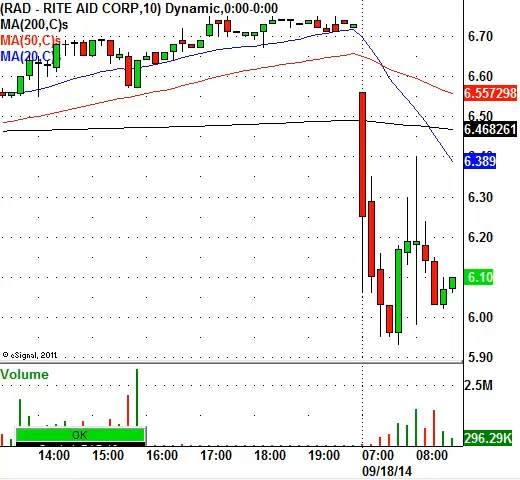 (RAD - RITE AID CORP,10) Dynamic,0:00-0:00
MA(200,C)s
MA(50,C)s
MA(20,C)s
6.70
6.60
6.557298
6.50
6.468261
6.389
6.30
6.20
6.10
6.00
5.90
© eSignal, 2011
Volume
2.5M
OK
296.29K
14:00 15:00 16:00 17:00 18:00 19:00 07:00 08:00
09/18/14